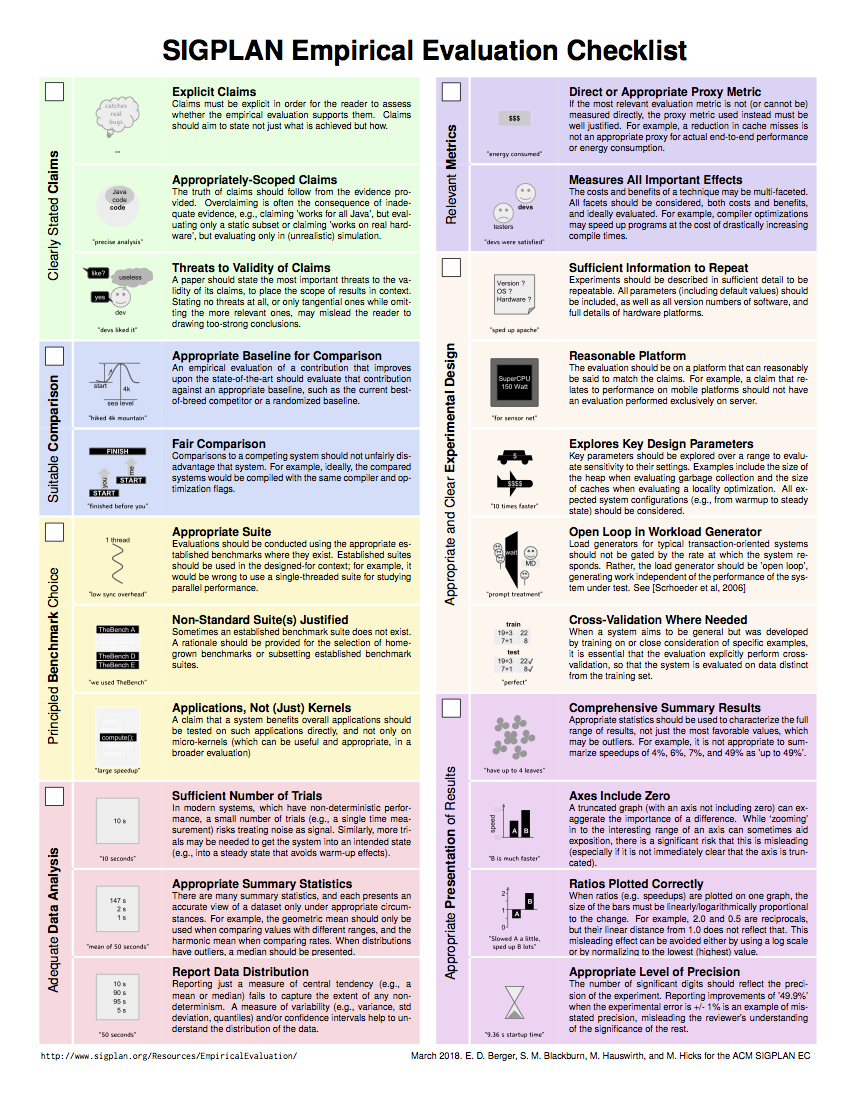 SIGPLAN Empirical Evaluation Checklist
Clearly Stated Claims
catches
real
bugs
...
Explicit Claims
Claims must be explicit in order for the reader to assess
whether the empirical evaluation supports them. Claims
should aim to state not just what is achieved but how.
Java
code
code
"precise analysis"
Appropriately-Scoped Claims
The truth of claims should follow from the evidence pro-
vided. Overclaiming is often the consequence of inade-
quate evidence, e.g., claiming 'works for all Java', but eval-
uating only a static subset or claiming 'works on real hard-
ware', but evaluating only in (unrealistic) simulation.
like?
useless
yes
dev
"devs liked it"
Threats to Validity of Claims
A paper should state the most important threats to the va-
lidity of its claims, to place the scope of results in context.
Stating no threats at all, or only tangential ones while omit-
ting the more relevant ones, may mislead the reader to
drawing too-strong conclusions.
Suitable Comparison
start
4k
sea level
"hiked 4k mountain"
Appropriate Baseline for Comparison
An empirical evaluation of a contribution that improves
upon the state-of-the-art should evaluate that contribution
against an appropriate baseline, such as the current best-
of-breed competitor or a randomized baseline.
FINISH
you
me
START
START
"finished before you"
Fair Comparison
Comparisons to a competing system should not unfairly dis-
advantage that system. For example, ideally, the compared
systems would be compiled with the same compiler and op-
timization flags.
Principled Benchmark Choice
1 thread
"low sync overhead"
Appropriate Suite
Evaluations should be conducted using the appropriate es-
tablished benchmarks where they exist. Established suites
should be used in the designed-for context; for example, it
would be wrong to use a single-threaded suite for studying
parallel performance.
TheBench A
TheBench D
TheBench E
"we used TheBench"
Non-Standard Suite(s) Justified
Sometimes an established benchmark suite does not exist.
A rationale should be provided for the selection of home-
grown benchmarks or subsetting established benchmark
suites.
compute();
"large speedup"
Applications, Not (Just) Kernels
A claim that a system benefits overall applications should
be tested on such applications directly, and not only on
micro-kernels (which can be useful and appropriate, in a
broader evaluation)
Adequate Data Analysis
10 s
"10 seconds"
Sufficient Number of Trials
In modern systems, which have non-deterministic perfor-
mance, a small number of trials (e.g., a single time mea-
surement) risks treating noise as signal. Similarly, more tri-
als may be needed to get the system into an intended state
(e.g., into a steady state that avoids warm-up effects).
147 s
2 s
1 s
"mean of 50 seconds"
Appropriate Summary Statistics
There are many summary statistics, and each presents an
accurate view of a dataset only under appropriate circum-
stances. For example, the geometric mean should only be
used when comparing values with different ranges, and the
harmonic mean when comparing rates. When distributions
have outliers, a median should be presented.
10 s
90 s
95 s
5 s
"50 seconds"
Report Data Distribution
Reporting just a measure of central tendency (e.g., a
mean or median) fails to capture the extent of any non-
determinism. A measure of variability (e.g., variance, std
deviation, quantiles) and/or confidence intervals help to un-
derstand the distribution of the data.
Relevant Metrics
$$$
"energy consumed"
Direct or Appropriate Proxy Metric
If the most relevant evaluation metric is not (or cannot be)
measured directly, the proxy metric used instead must be
well justified. For example, a reduction in cache misses is
not an appropriate proxy for actual end-to-end performance
or energy consumption.
devs
testers
"devs were satisfied"
Measures All Important Effects
The costs and benefits of a technique may be multi-faceted.
All facets should be considered, both costs and benefits,
and ideally evaluated. For example, compiler optimizations
may speed up programs at the cost of drastically increasing
compile times.
Appropriate and Clear Experimental Design
Version ?
OS ?
Hardware ?
"sped up apache"
Sufficient Information to Repeat
Experiments should be described in sufficient detail to be
repeatable. All parameters (including default values) should
be included, as well as all version numbers of software, and
full details of hardware platforms.
SuperCPU
150 Watt
"for sensor net"
Reasonable Platform
The evaluation should be on a platform that can reasonably
be said to match the claims. For example, a claim that re-
lates to performance on mobile platforms should not have
an evaluation performed exclusively on server.
$
$$$$
"10 times faster"
Explores Key Design Parameters
Key parameters should be explored over a range to evalu-
ate sensitivity to their settings. Examples include the size of
the heap when evaluating garbage collection and the size
of caches when evaluating a locality optimization. All ex-
pected system configurations (e.g., from warmup to steady
state) should be considered.
wait
MD
"prompt treatment"
Open Loop in Workload Generator
Load generators for typical transaction-oriented systems
should not be gated by the rate at which the system re-
sponds. Rather, the load generator should be 'open loop',
generating work independent of the performance of the sys-
tem under test. See [Schroeder et al, 2006]
train
19+3 22
7+1 8
test
19+3 22✓
7+1 8✓
"perfect"
Cross-Validation Where Needed
When a system aims to be general but was developed
by training on or close consideration of specific examples,
it is essential that the evaluation explicitly perform cross-
validation, so that the system is evaluated on data distinct
from the training set.
Appropriate Presentation of Results
"have up to 4 leaves"
Comprehensive Summary Results
Appropriate statistics should be used to characterize the full
range of results, not just the most favorable values, which
may be outliers. For example, it is not appropriate to sum-
marize speedups of 4%, 6%, 7%, and 49% as 'up to 49%'.
speed
A
B
"B is much faster"
Axes Include Zero
A truncated graph (with an axis not including zero) can ex-
aggerate the importance of a difference. While 'zooming'
in to the interesting range of an axis can sometimes aid
exposition, there is a significant risk that this is misleading
(especially if it is not immediately clear that the axis is trun-
cated).
2
1
0
A
B
"Slowed A a little,
sped up B lots"
Ratios Plotted Correctly
When ratios (e.g. speedups) are plotted on one graph, the
size of the bars must be linearly/logarithmically proportional
to the change. For example, 2.0 and 0.5 are reciprocals,
but their linear distance from 1.0 does not reflect that. This
misleading effect can be avoided either by using a log scale
or by normalizing to the lowest (highest) value.
"9.36 s startup time"
Appropriate Level of Precision
The number of significant digits should reflect the preci-
sion of the experiment. Reporting improvements of '49.9%'
when the experimental error is +/- 1% is an example of mis-
stated precision, misleading the reviewer's understanding
of the significance of the rest.
http://www.sigplan.org/Resources/EmpiricalEvaluation/
March 2018. E. D. Berger, S. M. Blackburn, M. Hauswirth, and M. Hicks for the ACM SIGPLAN EC